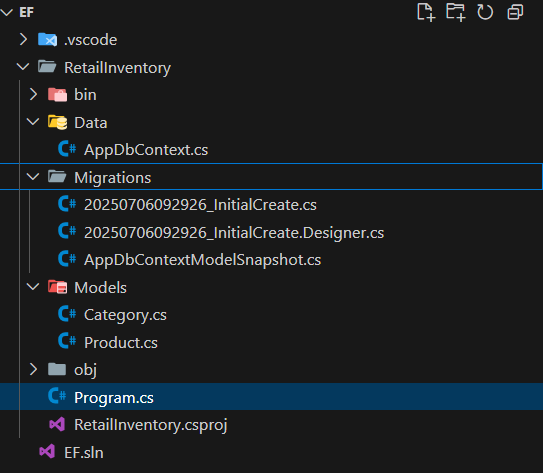 EF
.vscode
RetailInventory
bin
Data
C# AppDbContext.cs
Migrations
C# 20250706092926_InitialCreate.cs
C# 20250706092926_InitialCreate.Designer.cs
C# AppDbContextModelSnapshot.cs
Models
C# Category.cs
C# Product.cs
obj
C# Program.cs
RetailInventory.csproj
EF.sln